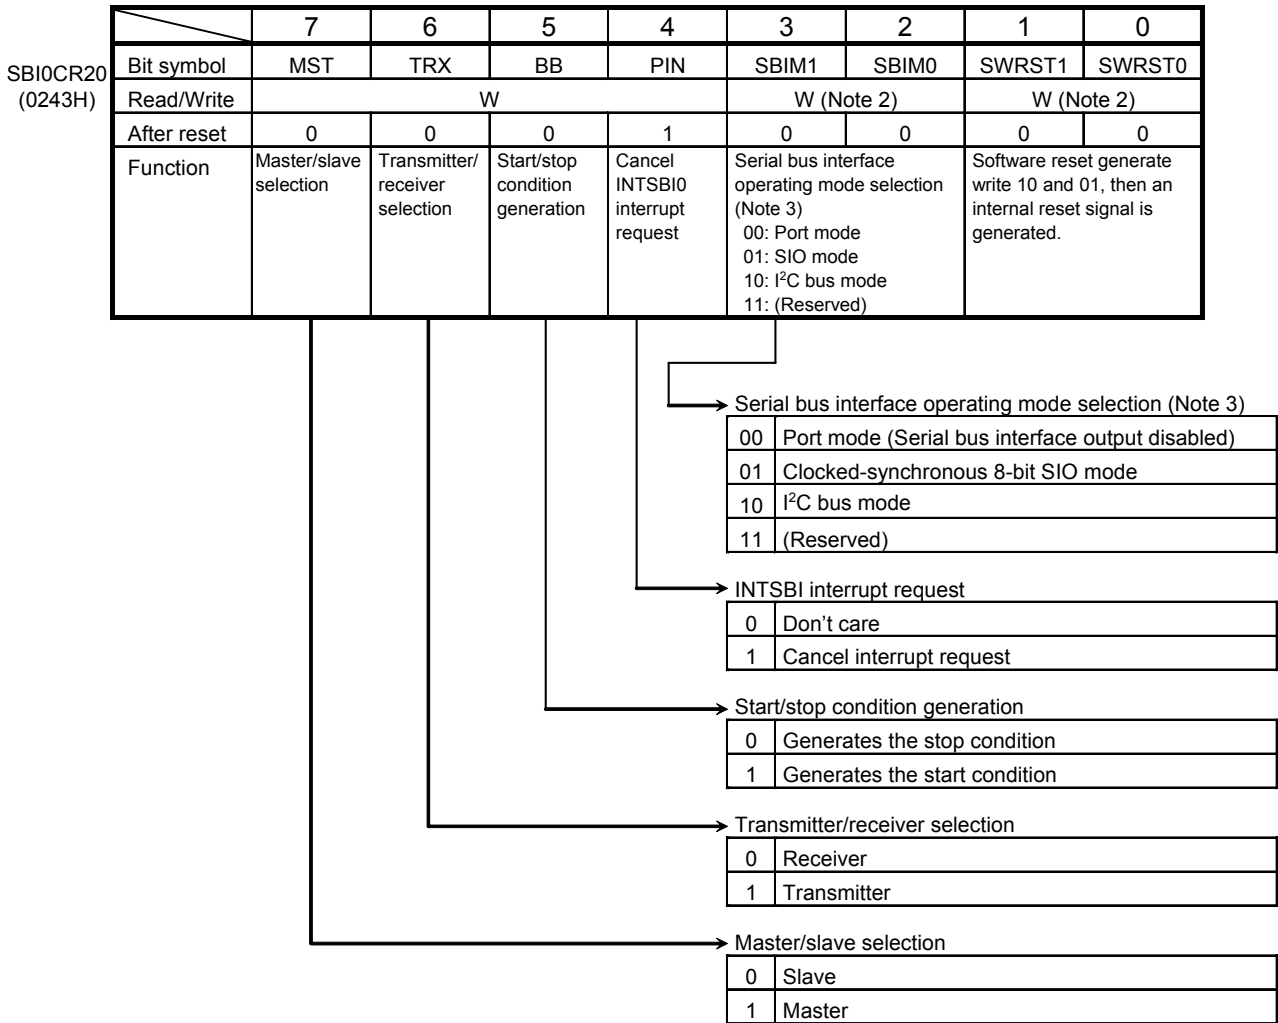 7 6 5 4 3 2 1 0
SBI0CR20
(0243H)
Bit symbol MST TRX BB PIN SBIM1 SBIM0 SWRST1 SWRST0
Read/Write W W (Note 2) W (Note 2)
After reset 0 0 0 1 0 0 0 0
Function
Master/slave
selection
Transmitter/
receiver
selection
Start/stop
condition
generation
Cancel
INTSBI0
interrupt
request
Serial bus interface
operating mode selection
(Note 3)
00: Port mode
01: SIO mode
10: I²C bus mode
11: (Reserved)
Software reset generate
write 10 and 01, then an
internal reset signal is
generated.
Serial bus interface operating mode selection (Note 3)
00 Port mode (Serial bus interface output disabled)
01 Clocked-synchronous 8-bit SIO mode
10 I²C bus mode
11 (Reserved)
INTSBI interrupt request
0 Don't care
1 Cancel interrupt request
Start/stop condition generation
0 Generates the stop condition
1 Generates the start condition
Transmitter/receiver selection
0 Receiver
1 Transmitter
Master/slave selection
0 Slave
1 Master